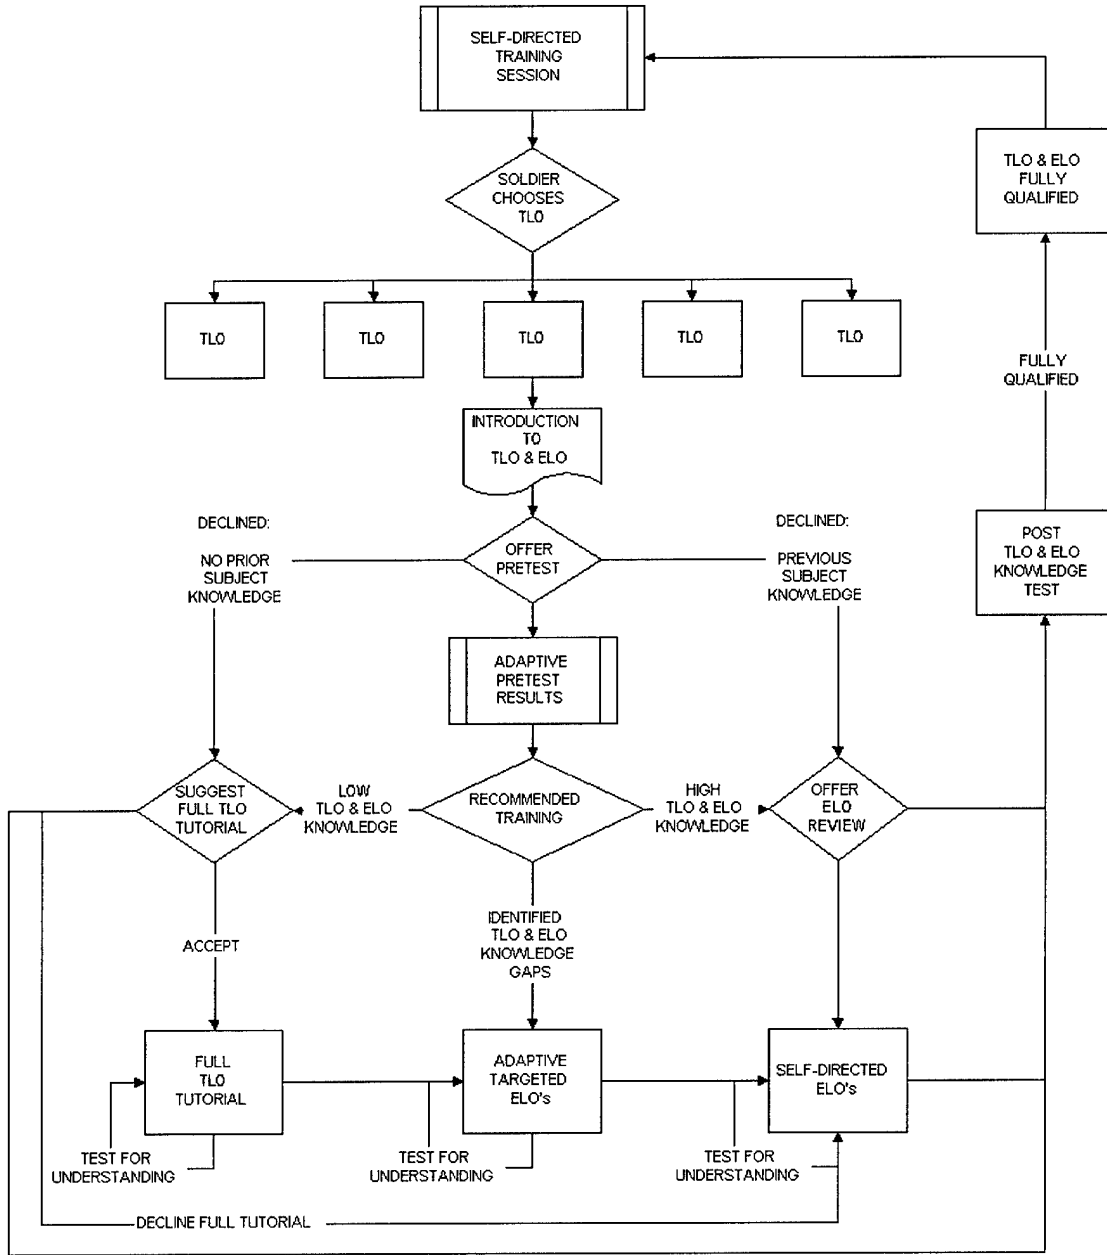 SELF-DIRECTED
TRAINING
SESSION
SOLDIER
CHOOSES
TLO
TLO & ELO
FULLY
QUALIFIED
TLO
TLO
TLO
TLO
TLO
FULLY
QUALIFIED
INTRODUCTION
TO
TLO & ELO
DECLINED:
NO PRIOR
SUBJECT
KNOWLEDGE
OFFER
PRETEST
DECLINED:
PREVIOUS
SUBJECT
KNOWLEDGE
POST
TLO & ELO
KNOWLEDGE
TEST
ADAPTIVE
PRETEST
RESULTS
SUGGEST
FULL TLO
TUTORIAL
LOW
TLO & ELO
KNOWLEDGE
RECOMMENDED
TRAINING
HIGH
TLO & ELO
KNOWLEDGE
OFFER
ELO
REVIEW
ACCEPT
IDENTIFIED
TLO & ELO
KNOWLEDGE
GAPS
FULL
TLO
TUTORIAL
ADAPTIVE
TARGETED
ELO's
SELF-DIRECTED
ELO's
TEST FOR
UNDERSTANDING
TEST FOR
UNDERSTANDING
TEST FOR
UNDERSTANDING
DECLINE FULL TUTORIAL